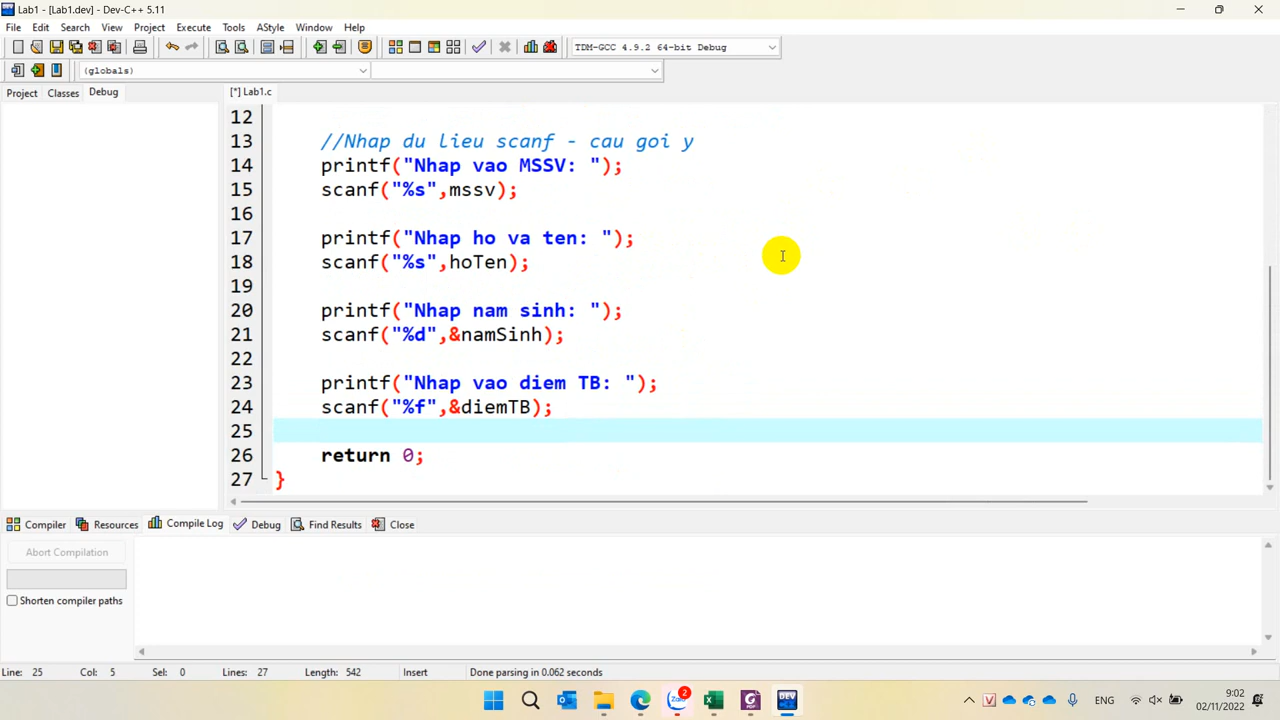 Lab1 - [Lab1.dev] - Dev-C++ 5.11
File Edit Search View Project Execute Tools AStyle Window Help
TDM-GCC 4.9.2 64-bit Debug
(globals)
Project Classes Debug
[*] Lab1.c
12
13 //Nhap du lieu scanf - cau goi y
14 printf("Nhap vao MSSV: ");
15 scanf("%s",mssv);
16
17 printf("Nhap ho va ten: ");
18 scanf("%s",hoTen);
19
20 printf("Nhap nam sinh: ");
21 scanf("%d",&namSinh);
22
23 printf("Nhap vao diem TB: ");
24 scanf("%f",&diemTB);
25
26 return 0;
27 }
Compiler Resources Compile Log Debug Find Results Close
Abort Compilation
Shorten compiler paths
Line: 25 Col: 5 Sel: 0 Lines: 27 Length: 542 Insert Done parsing in 0.062 seconds
Zalo 2 DEV ENG 9:02
02/11/2022